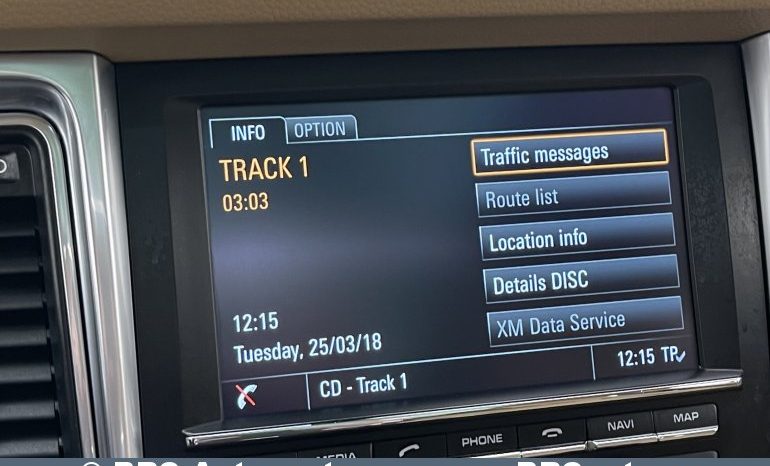 INFO OPTION
TRACK 1
03:03
Traffic messages
Route list
Location info
Details DISC
XM Data Service
12:15
Tuesday, 25/03/18
CD - Track 1
12:15 TP
MEDIA PHONE NAVI MAP